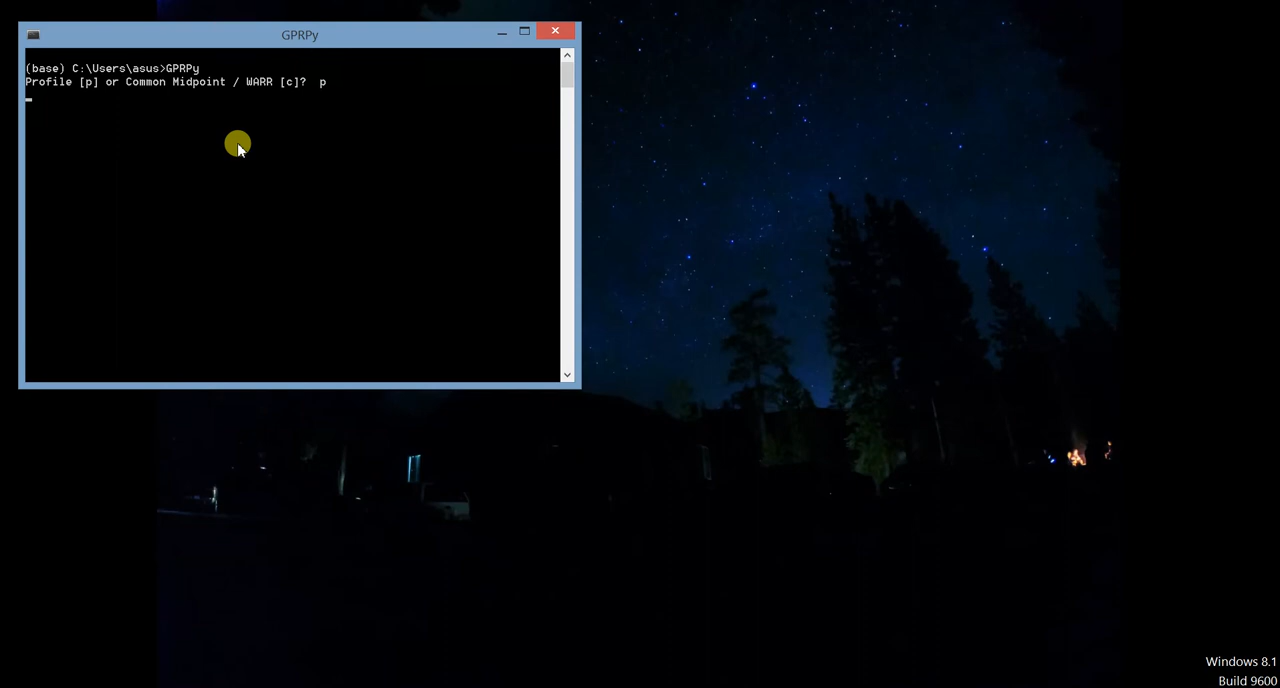 GPRPy
(base) C:\Users\asus>GPRPy
Profile [p] or Common Midpoint / WARR [c]?  p
Windows 8.1
Build 9600